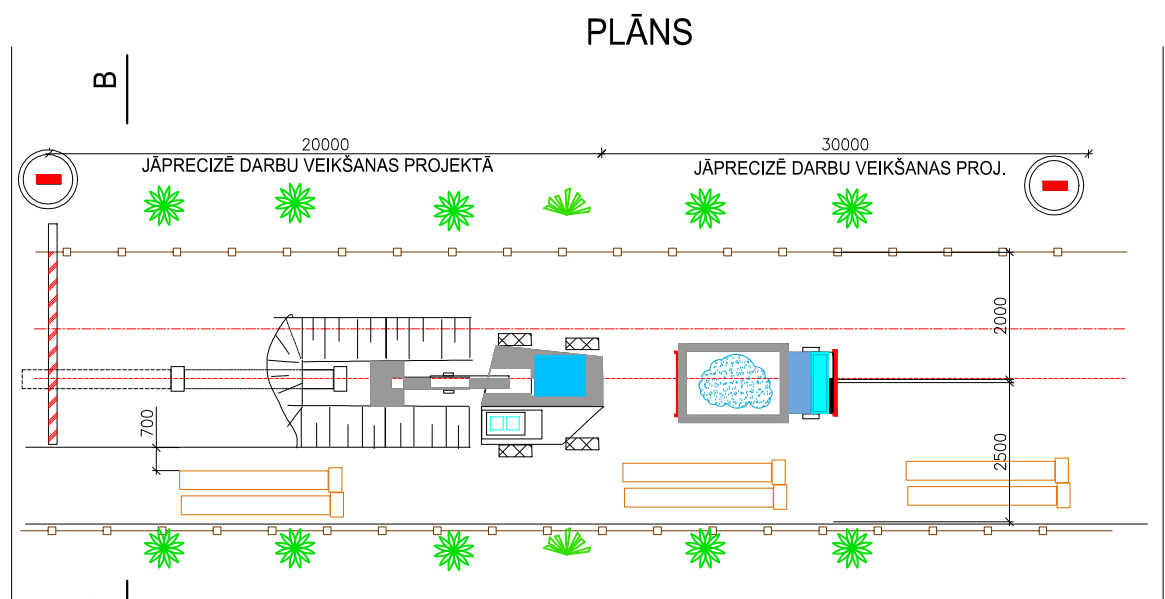 PLĀNS
B
20000
30000
JĀPRECIZĒ DARBU VEIKŠANAS PROJEKTĀ
JĀPRECIZĒ DARBU VEIKŠANAS PROJ.
2000
700
2500